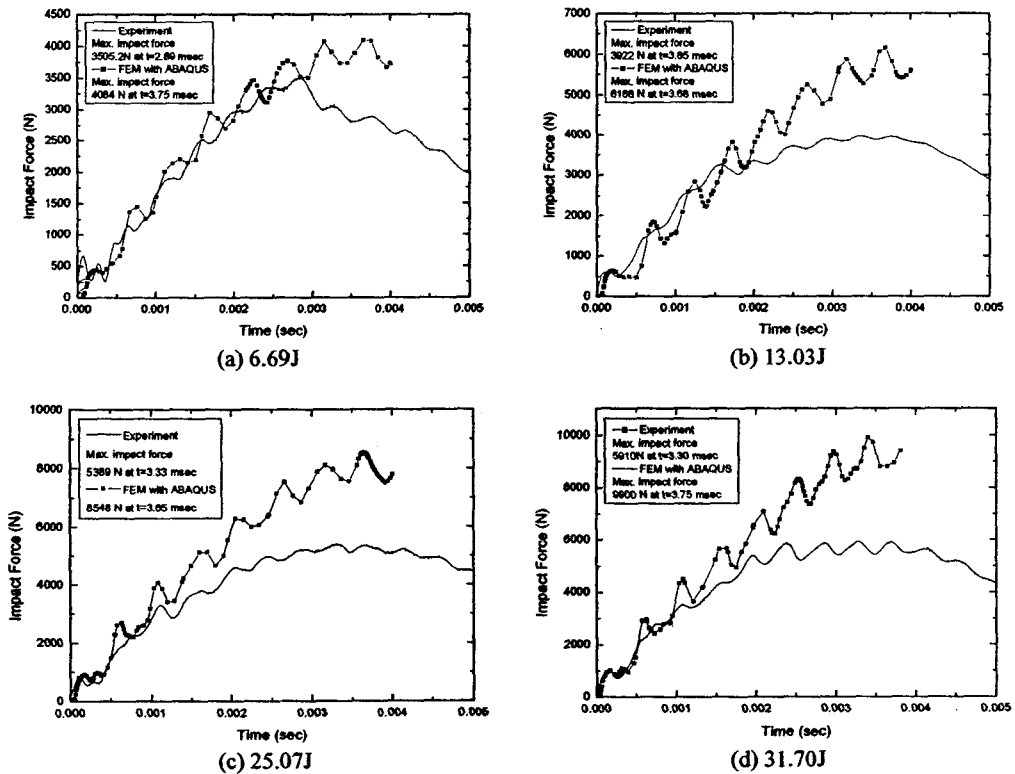 4500
4000
3500
3000
2500
2000
1500
1000
500
0
Impact Force (N)
Experiment
Max. impact force
3505.2N at t=2.89 msec
FEM with ABAQUS
Max. impact force
4084 N at t=3.75 msec
0.000 0.001 0.002 0.003 0.004 0.005
Time (sec)
(a) 6.69J
7000
6000
5000
4000
3000
2000
1000
0
Impact Force (N)
Experiment
Max. impact force
3922 N at t=3.65 msec
FEM with ABAQUS
Max. impact force
6168 N at t=3.68 msec
0.000 0.001 0.002 0.003 0.004 0.005
Time (sec)
(b) 13.03J
10000
8000
6000
4000
2000
0
Impact Force (N)
Experiment
Max. impact force
5389 N at t=3.33 msec
FEM with ABAQUS
8548 N at t=3.65 msec
0.000 0.001 0.002 0.003 0.004 0.005
Time (sec)
(c) 25.07J
10000
8000
6000
4000
2000
0
Impact Force (N)
Experiment
Max. impact force
5910N at t=3.30 msec
FEM with ABAQUS
Max. impact force
9900 N at t=3.75 msec
0.000 0.001 0.002 0.003 0.004 0.005
Time (sec)
(d) 31.70J